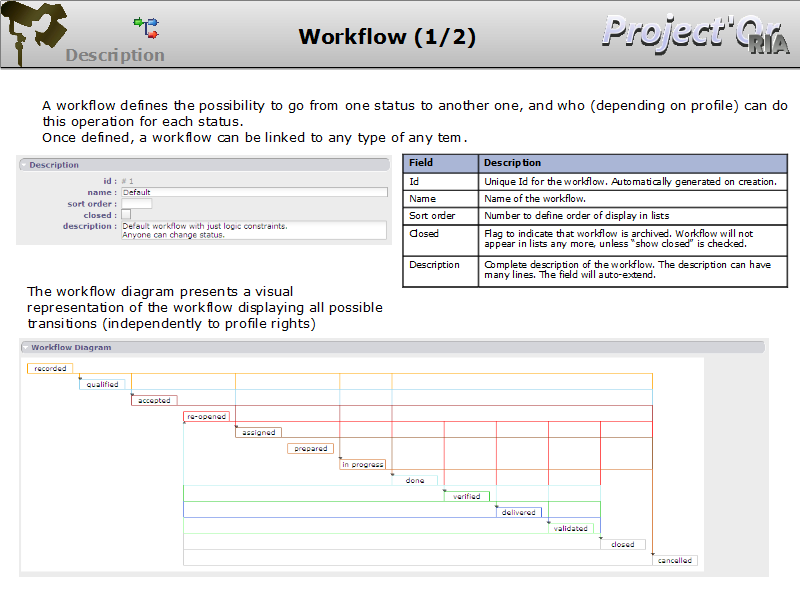 Description
Workflow (1/2)
Project'Or
RIA
A workflow defines the possibility to go from one status to another one, and who (depending on profile) can do
this operation for each status.
Once defined, a workflow can be linked to any type of any tem.
Description
id : # 1
name : Default
sort order :
closed :
description : Default workflow with just logic constraints.
Anyone can change status.
Field Description
Id Unique Id for the workflow. Automatically generated on creation.
Name Name of the workflow.
Sort order Number to define order of display in lists
Closed Flag to indicate that workflow is archived. Workflow will not
appear in lists any more, unless "show closed" is checked.
Description Complete description of the workflow. The description can have
many lines. The field will auto-extend.
The workflow diagram presents a visual
representation of the workflow displaying all possible
transitions (independently to profile rights)
Workflow Diagram
recorded
qualified
accepted
re-opened
assigned
prepared
in progress
done
verified
delivered
validated
closed
cancelled